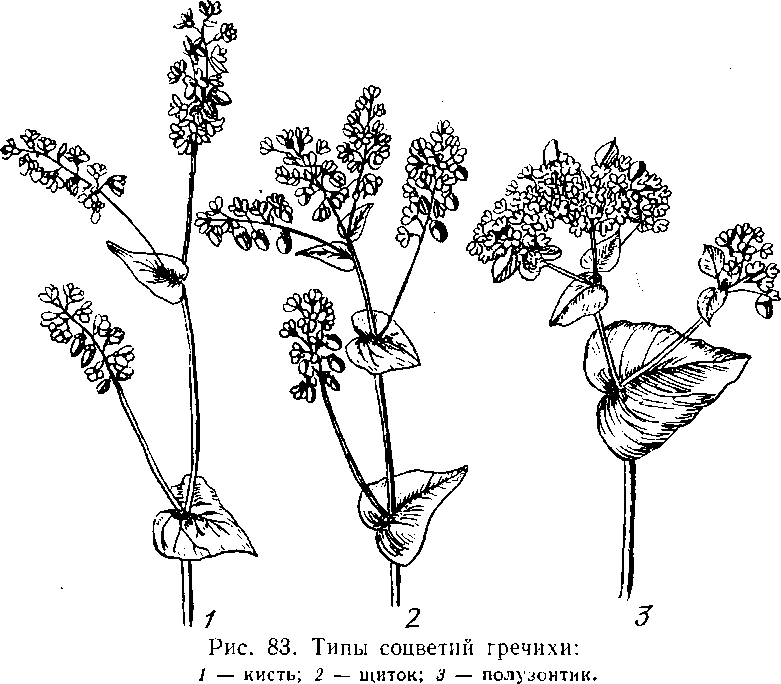 1 2 3
Рис. 83. Типы соцветий гречихи:
1 — кисть; 2 — щиток; 3 — полузонтик.